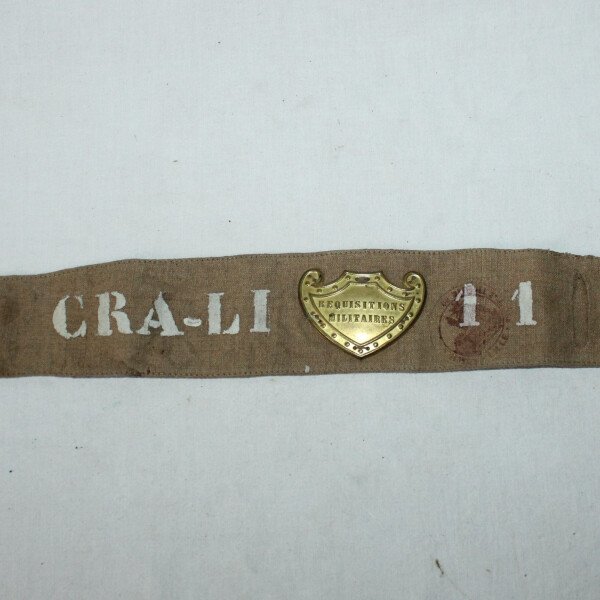 CRA-LI
REQUISITIONS
MILITAIRES
11